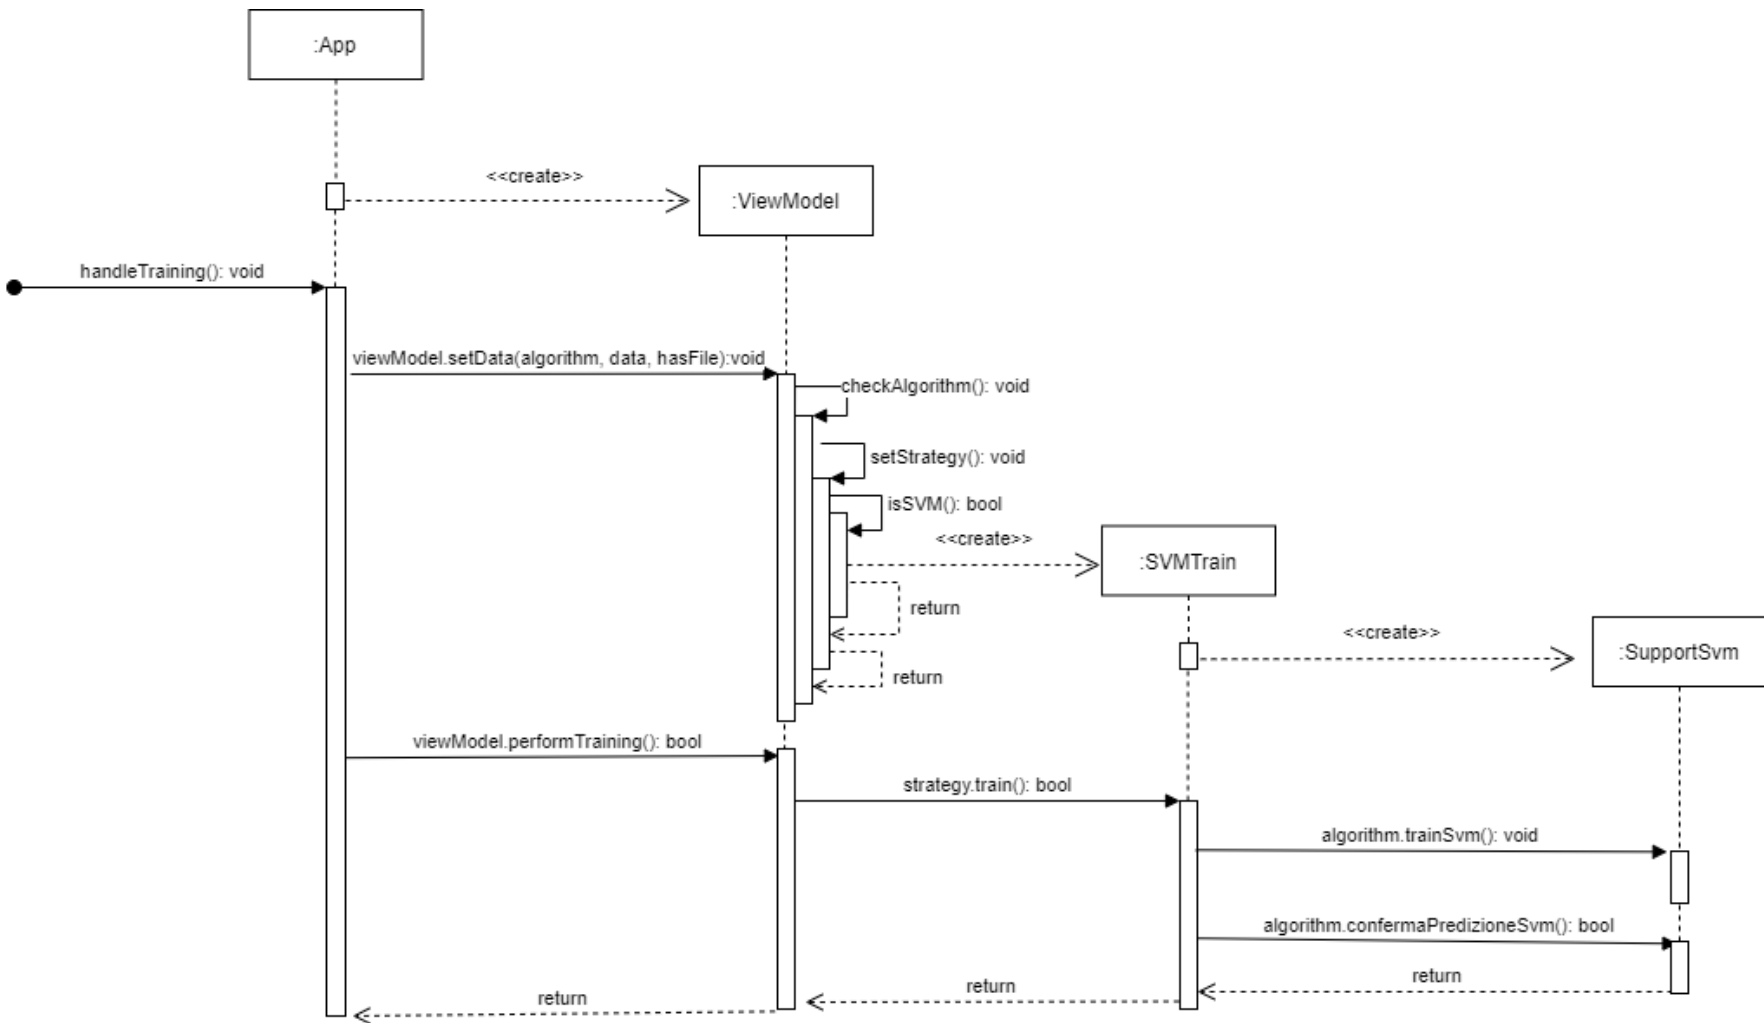 :App
<<create>>
:ViewModel
handleTraining(): void
viewModel.setData(algorithm, data, hasFile):void
checkAlgorithm(): void
setStrategy(): void
isSVM(): bool
<<create>>
:SVMTrain
return
<<create>>
:SupportSvm
return
viewModel.performTraining(): bool
strategy.train(): bool
algorithm.trainSvm(): void
algorithm.confermaPredizioneSvm(): bool
return
return
return